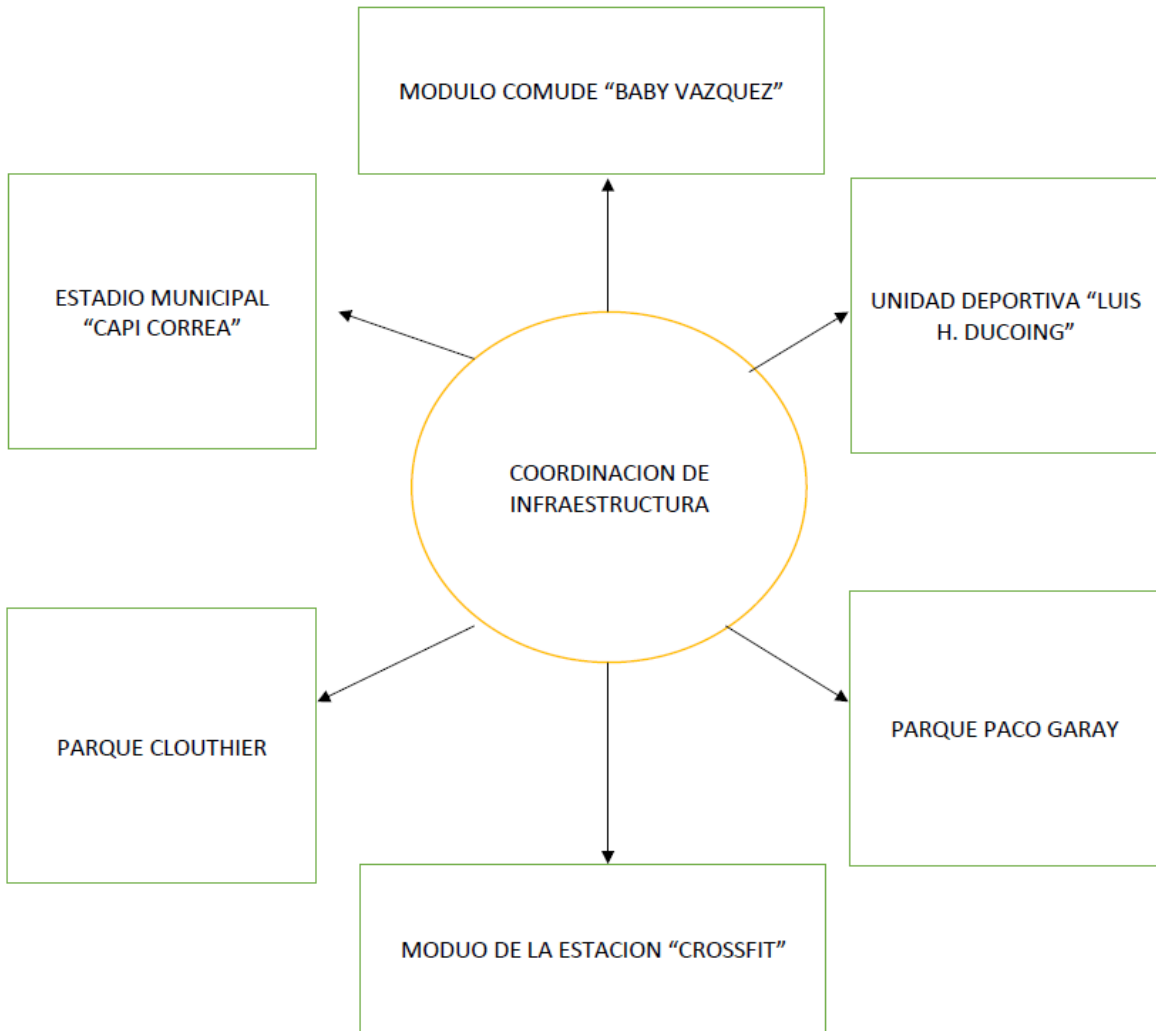 MODULO COMUDE “BABY VAZQUEZ”
ESTADIO MUNICIPAL
“CAPI CORREA”
UNIDAD DEPORTIVA “LUIS
H. DUCOING”
COORDINACION DE
INFRAESTRUCTURA
PARQUE CLOUTHIER
PARQUE PACO GARAY
MODUO DE LA ESTACION “CROSSFIT”